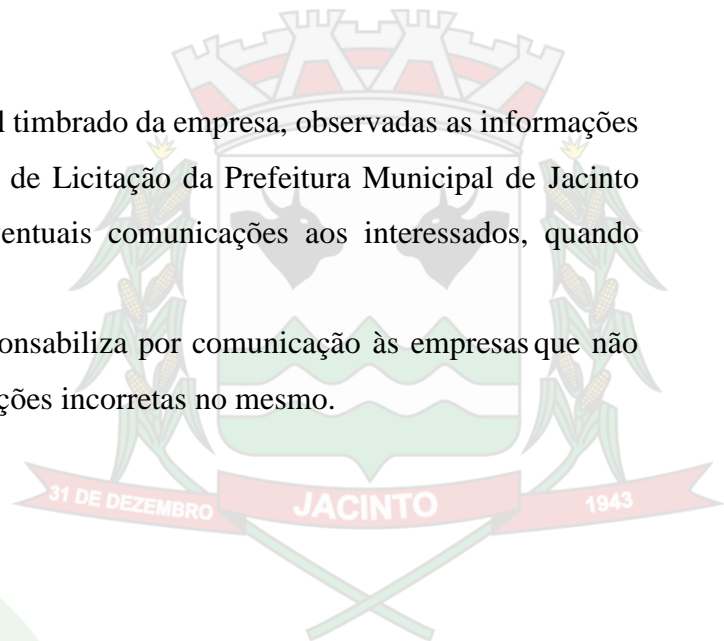 l timbrado da empresa, observadas as informações
de Licitação da Prefeitura Municipal de Jacinto
entuais comunicações aos interessados, quando
onsabiliza por comunicação às empresas que não
ções incorretas no mesmo.
31 DE DEZEMBRO JACINTO 1943